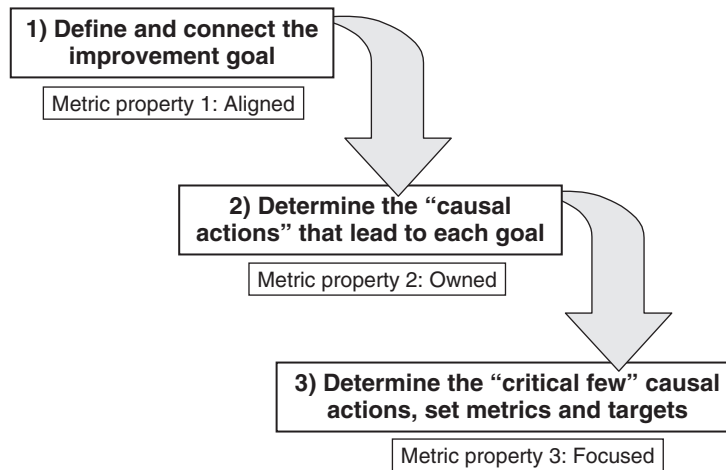 1) Define and connect the
improvement goal
Metric property 1: Aligned
2) Determine the “causal
actions” that lead to each goal
Metric property 2: Owned
3) Determine the “critical few” causal
actions, set metrics and targets
Metric property 3: Focused